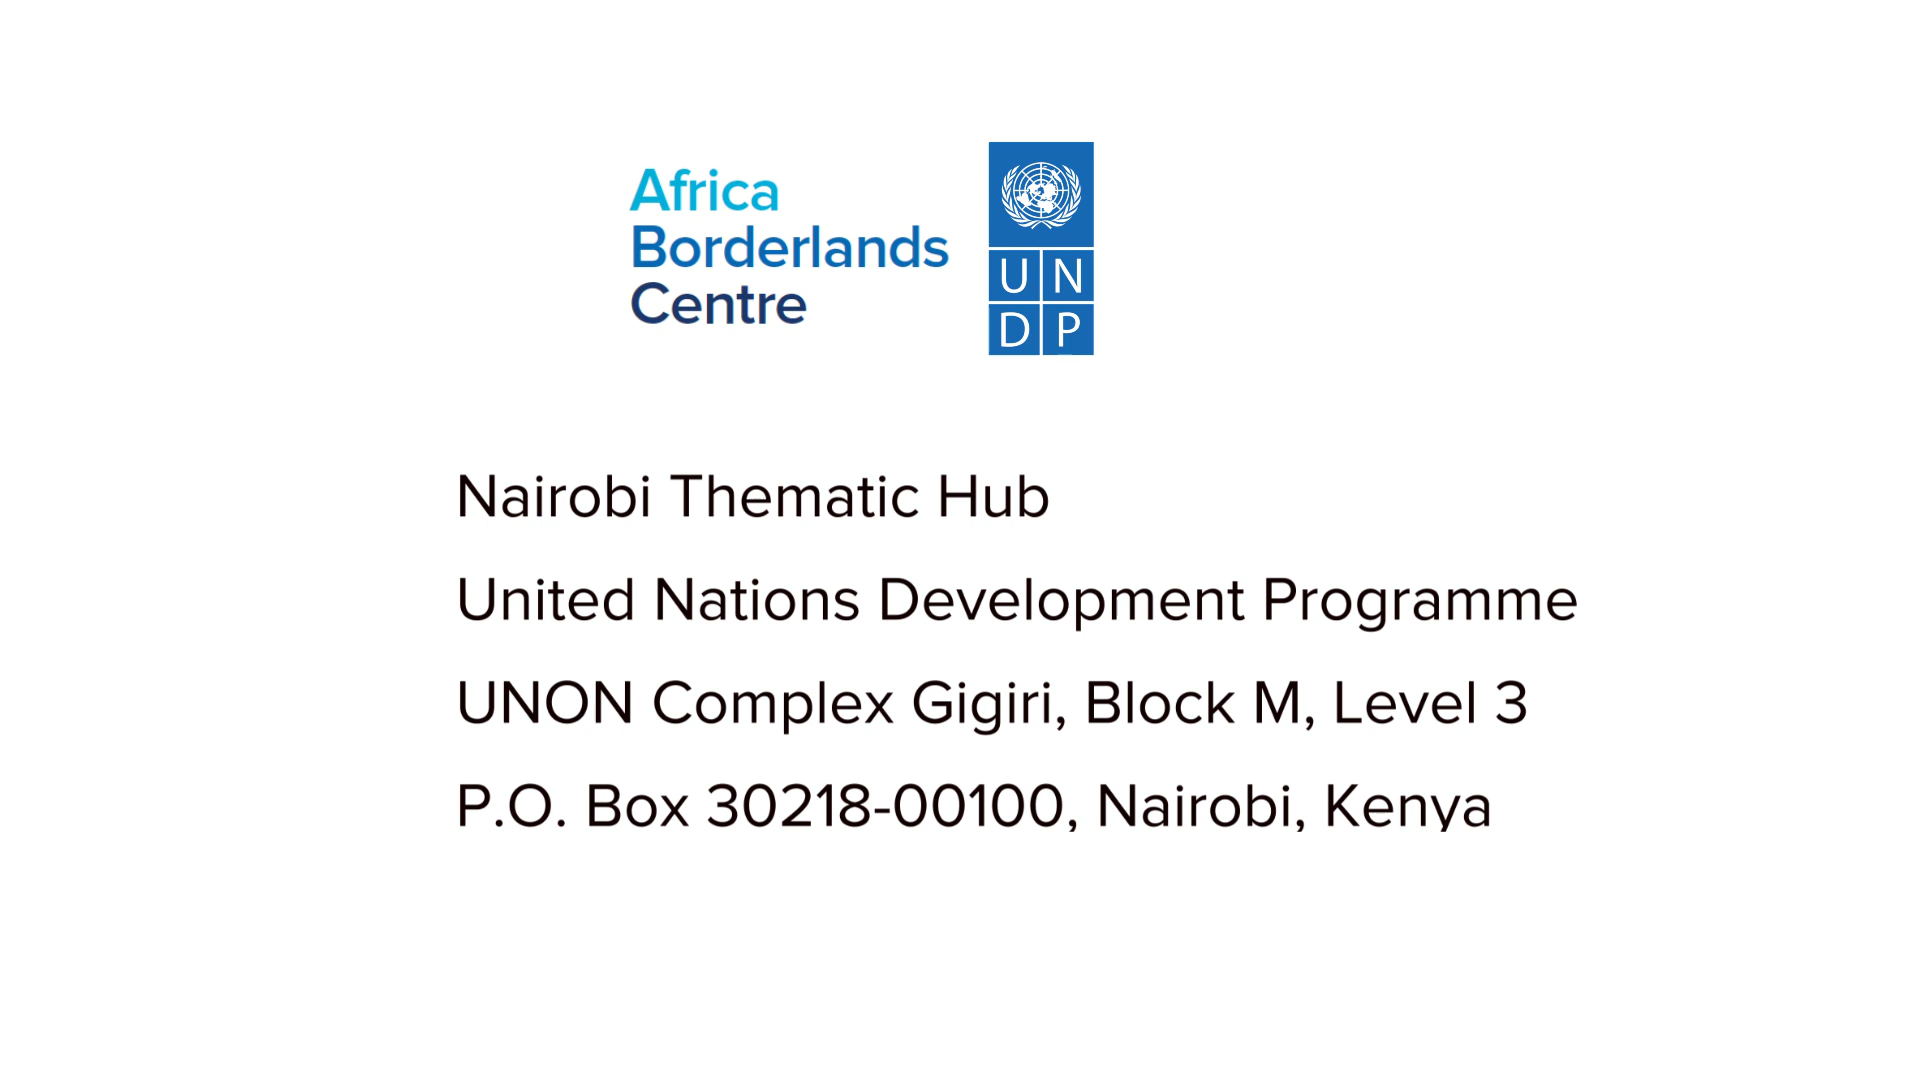 Africa
Borderlands
Centre
U N
D P
Nairobi Thematic Hub
United Nations Development Programme
UNON Complex Gigiri, Block M, Level 3
P.O. Box 30218-00100, Nairobi, Kenya